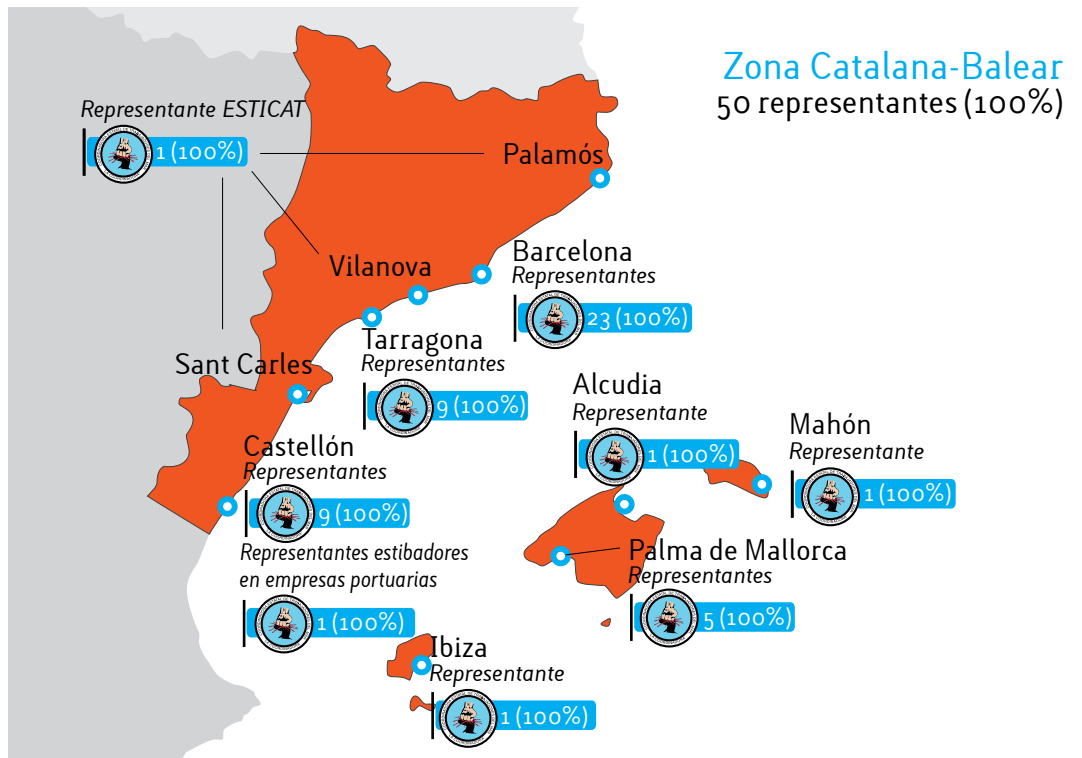 Zona Catalana-Balear
50 representantes (100%)
Representante ESTICAT
1 (100%)
Palamós
Vilanova
Barcelona
Representantes
23 (100%)
Tarragona
Representantes
9 (100%)
Sant Carles
Alcudia
Representante
1 (100%)
Mahón
Representante
1 (100%)
Castellón
Representantes
9 (100%)
Representantes estibadores
en empresas portuarias
1 (100%)
Palma de Mallorca
Representantes
5 (100%)
Ibiza
Representante
1 (100%)